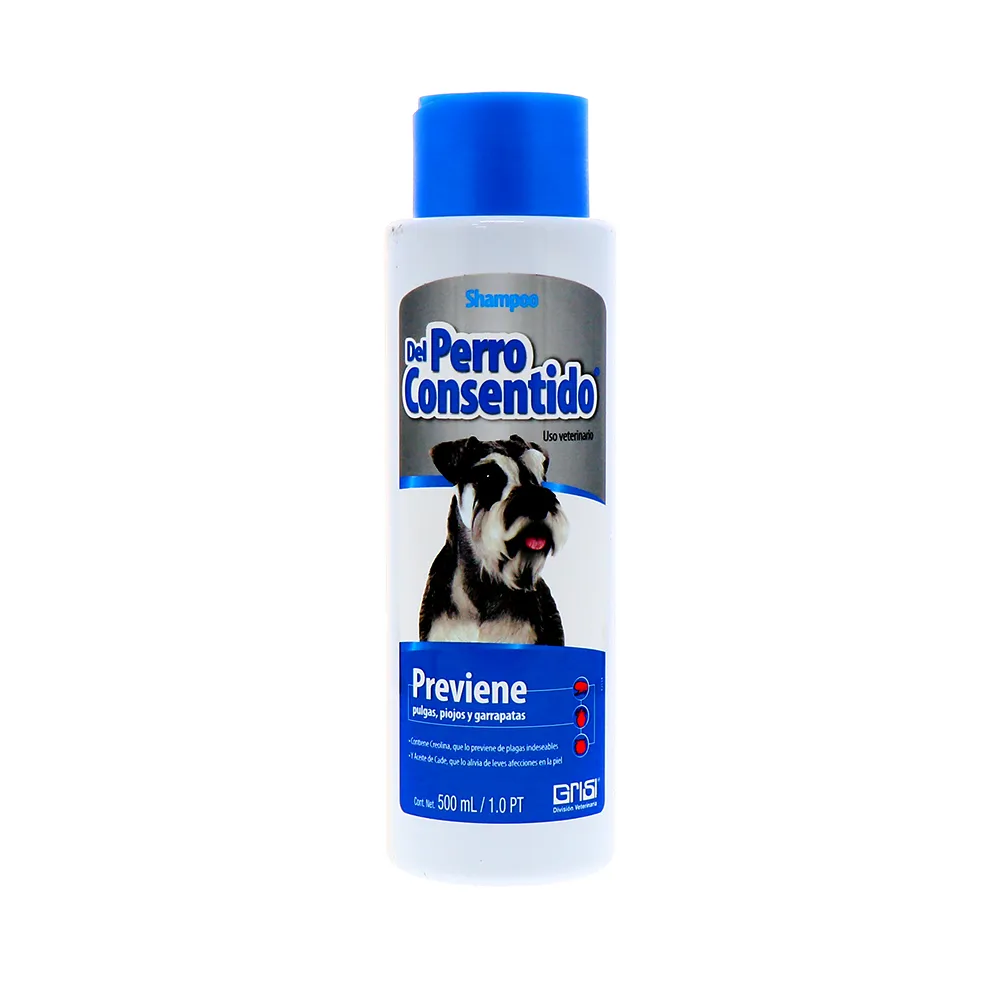 Shampoo
Del Perro
Consentido®
Uso veterinario
Previene
pulgas, piojos y garrapatas
• Contiene Creolina, que lo previene de plagas indeseables
• Y Aceite de Cade, que lo alivia de leves afecciones en la piel
Cont. Net. 500 mL / 1.0 PT
GRISI®
División Veterinaria